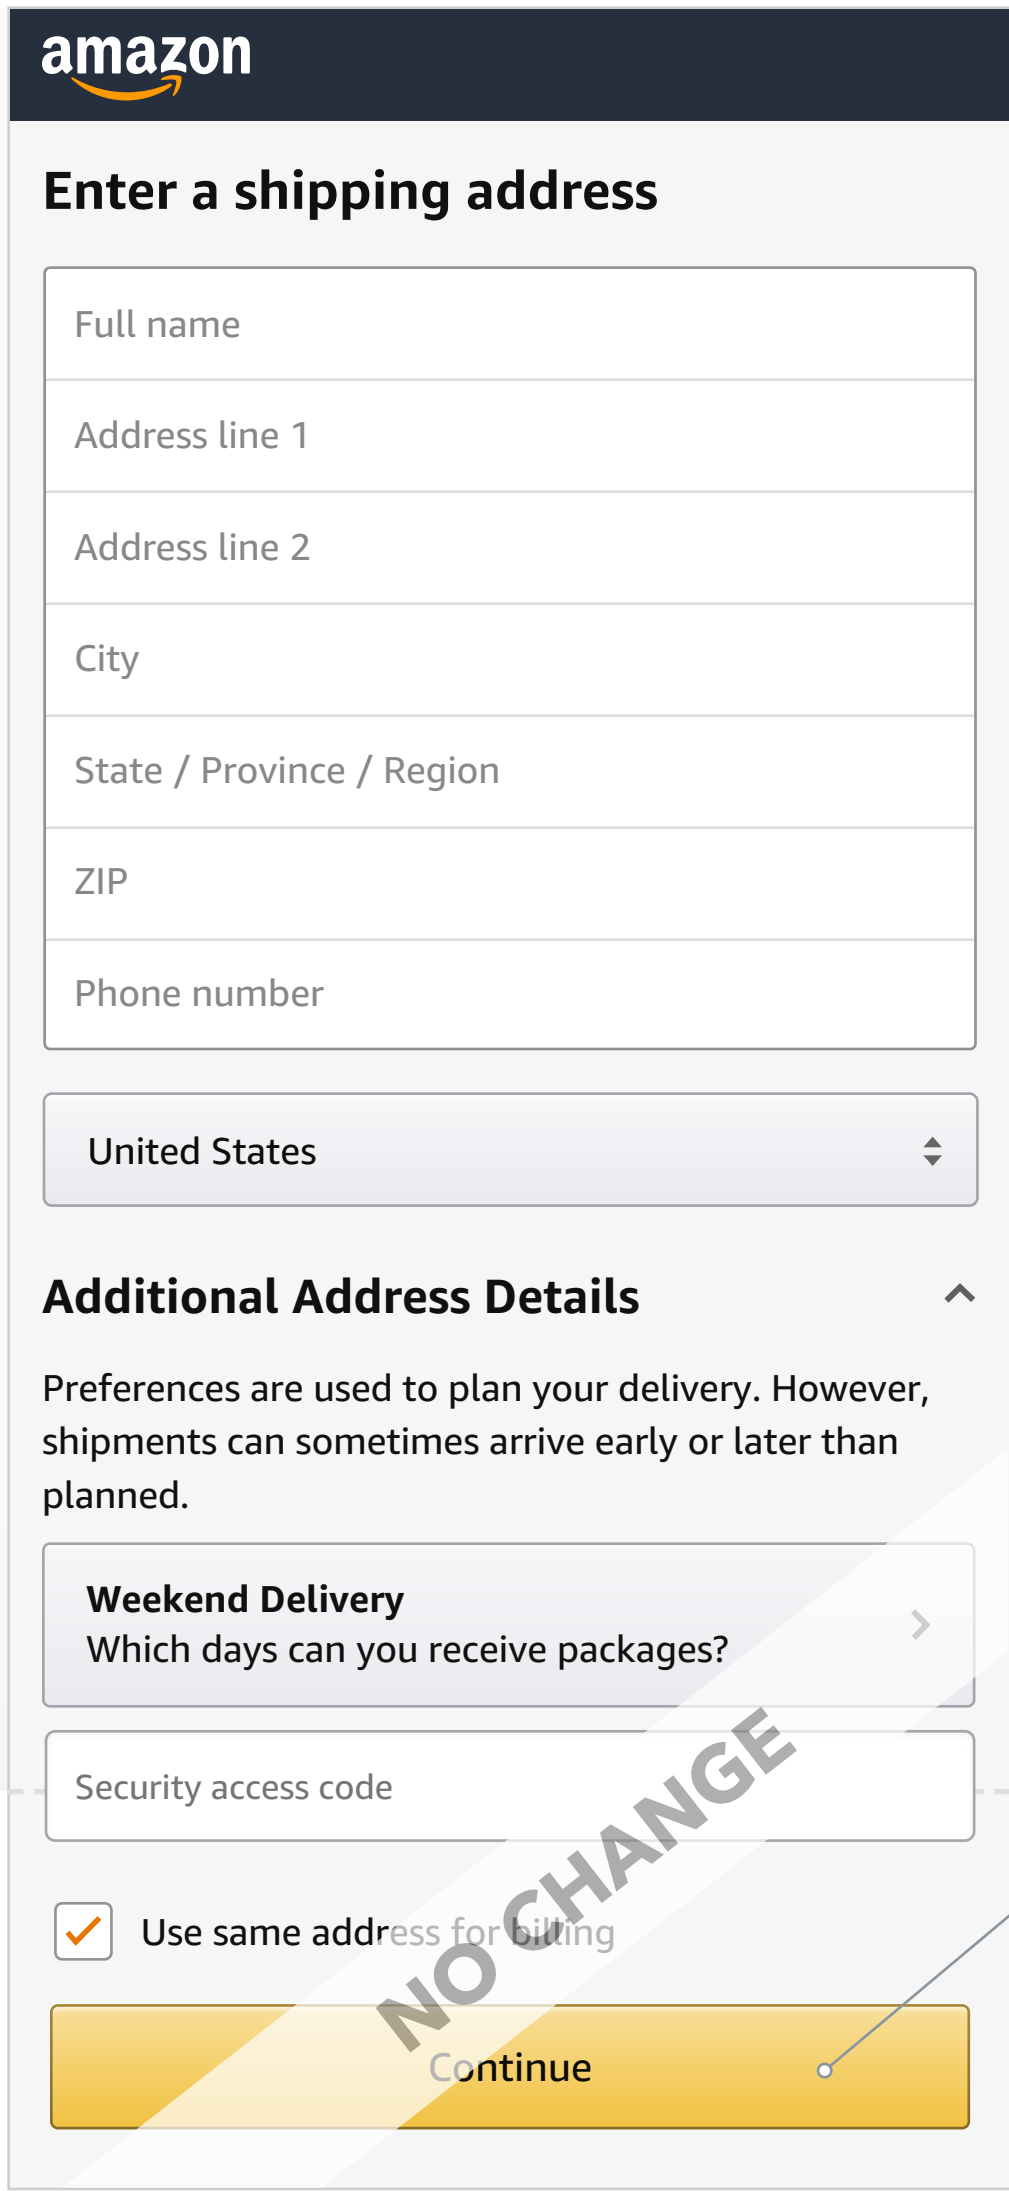 amazon
Enter a shipping address
Full name
Address line 1
Address line 2
City
State / Province / Region
ZIP
Phone number
United States
Additional Address Details
Preferences are used to plan your delivery. However,
shipments can sometimes arrive early or later than
planned.
Weekend Delivery
Which days can you receive packages?
Security access code
Use same address for billing
NO CHANGE
Continue